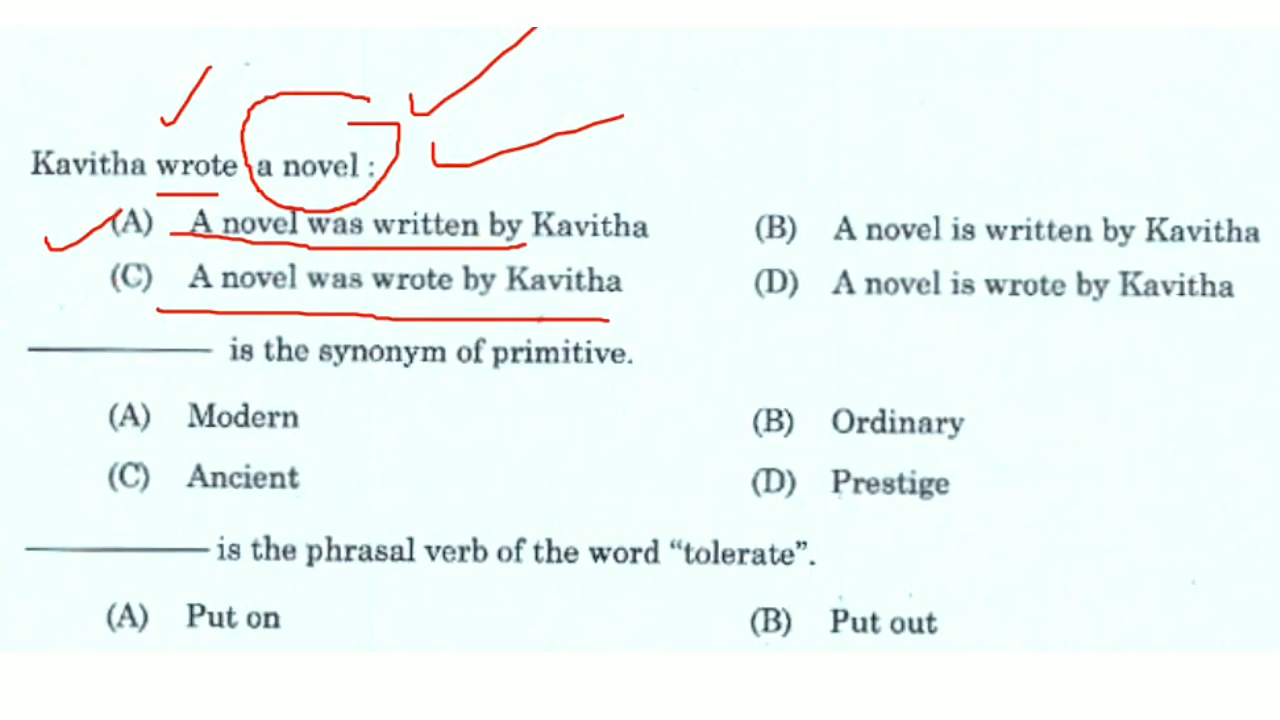 Kavitha wrote a novel :
(A) A novel was written by Kavitha (B) A novel is written by Kavitha
(C) A novel was wrote by Kavitha (D) A novel is wrote by Kavitha
__________ is the synonym of primitive.
(A) Modern (B) Ordinary
(C) Ancient (D) Prestige
__________ is the phrasal verb of the word “tolerate”.
(A) Put on (B) Put out